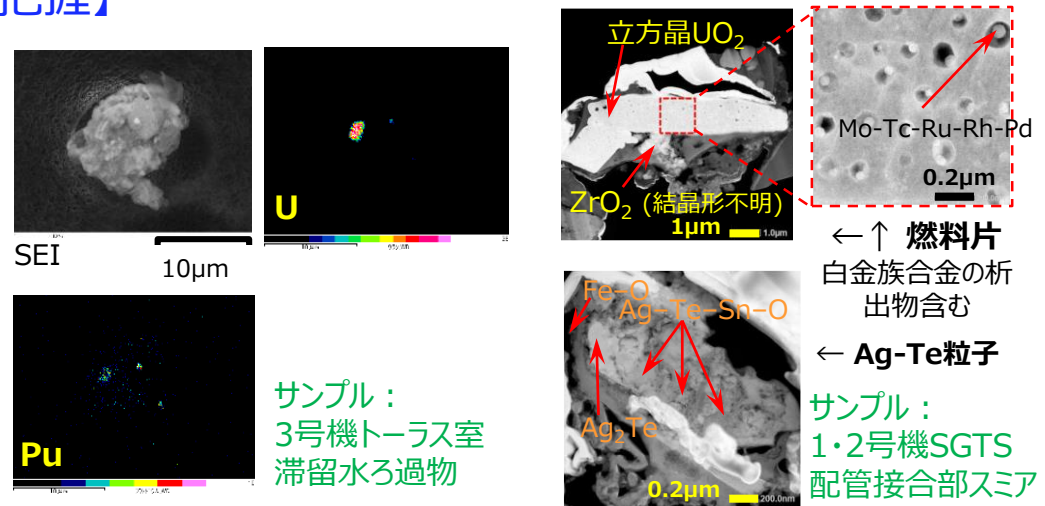 U
SEI
10μm
Pu
サンプル：
3号機トーラス室
滞留水ろ過物
立方晶UO₂
ZrO₂ (結晶形不明)
1μm
1.0μm
Mo-Tc-Ru-Rh-Pd
0.2μm
←↑ 燃料片
白金族合金の析
出物含む
Fe−O
Ag−Te−Sn−O
Ag₂Te
0.2μm
200.0nm
← Ag-Te粒子
サンプル：
1・2号機SGTS
配管接合部スミア